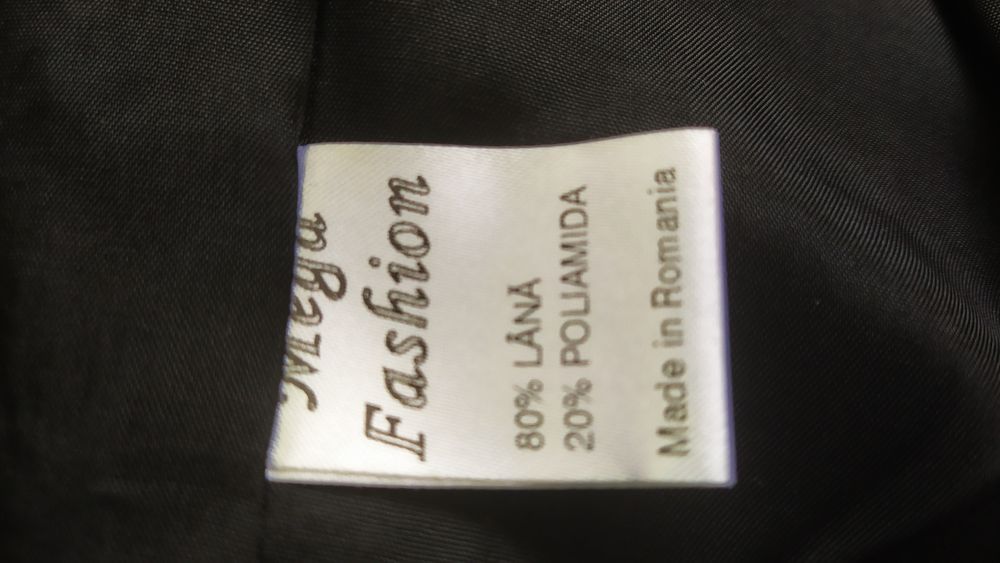 Mega
Fashion
80% LÂNĂ
20% POLIAMIDA
Made in Romania